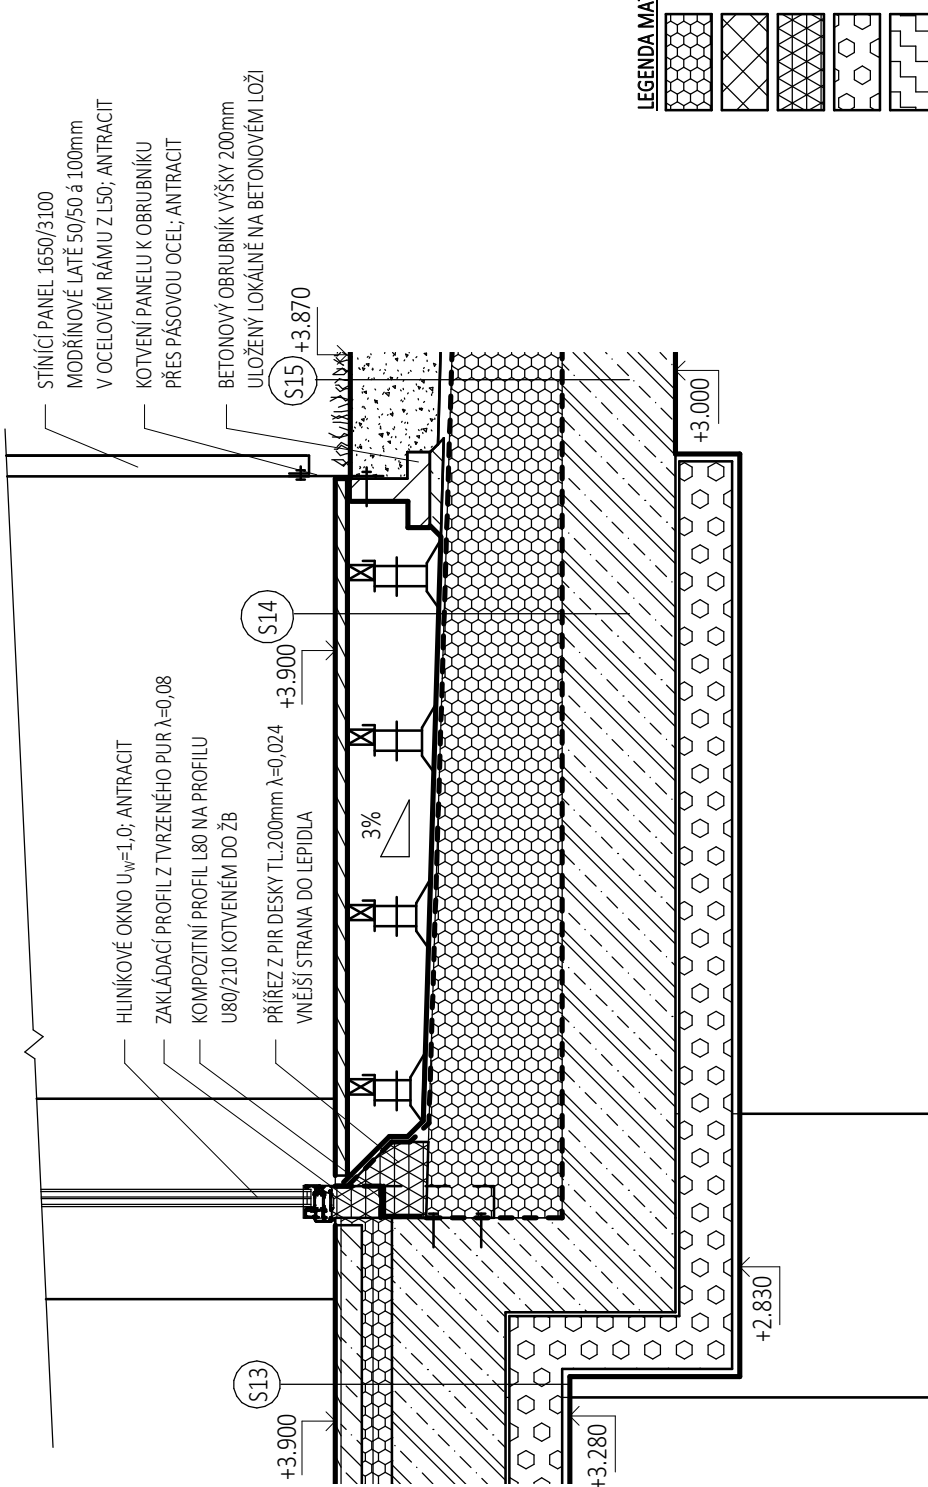 LEGENDA MA
STÍNÍCÍ PANEL 1650/3100
MODŘÍNOVÉ LATĚ 50/50 á 100mm
V OCELOVÉM RÁMU Z L50; ANTRACIT
KOTVENÍ PANELU K OBRUBNÍKU
PŘES PÁSOVOU OCEL; ANTRACIT
BETONOVÝ OBRUBNÍK VÝŠKY 200mm
ULOŽENÝ LOKÁLNĚ NA BETONOVÉM LOŽI
S15
+3.870
+3.000
S14
+3.900
HLINÍKOVÉ OKNO Uw=1,0; ANTRACIT
ZAKLÁDACÍ PROFIL Z TVRZENÉHO PUR λ=0,08
KOMPOZITNÍ PROFIL L80 NA PROFILU
U80/210 KOTVENÉM DO ŽB
PŘÍŘEZ Z PIR DESKY TL.200mm λ=0,024
VNĚJŠÍ STRANA DO LEPIDLA
3%
S13
+3.900
+2.830
+3.280